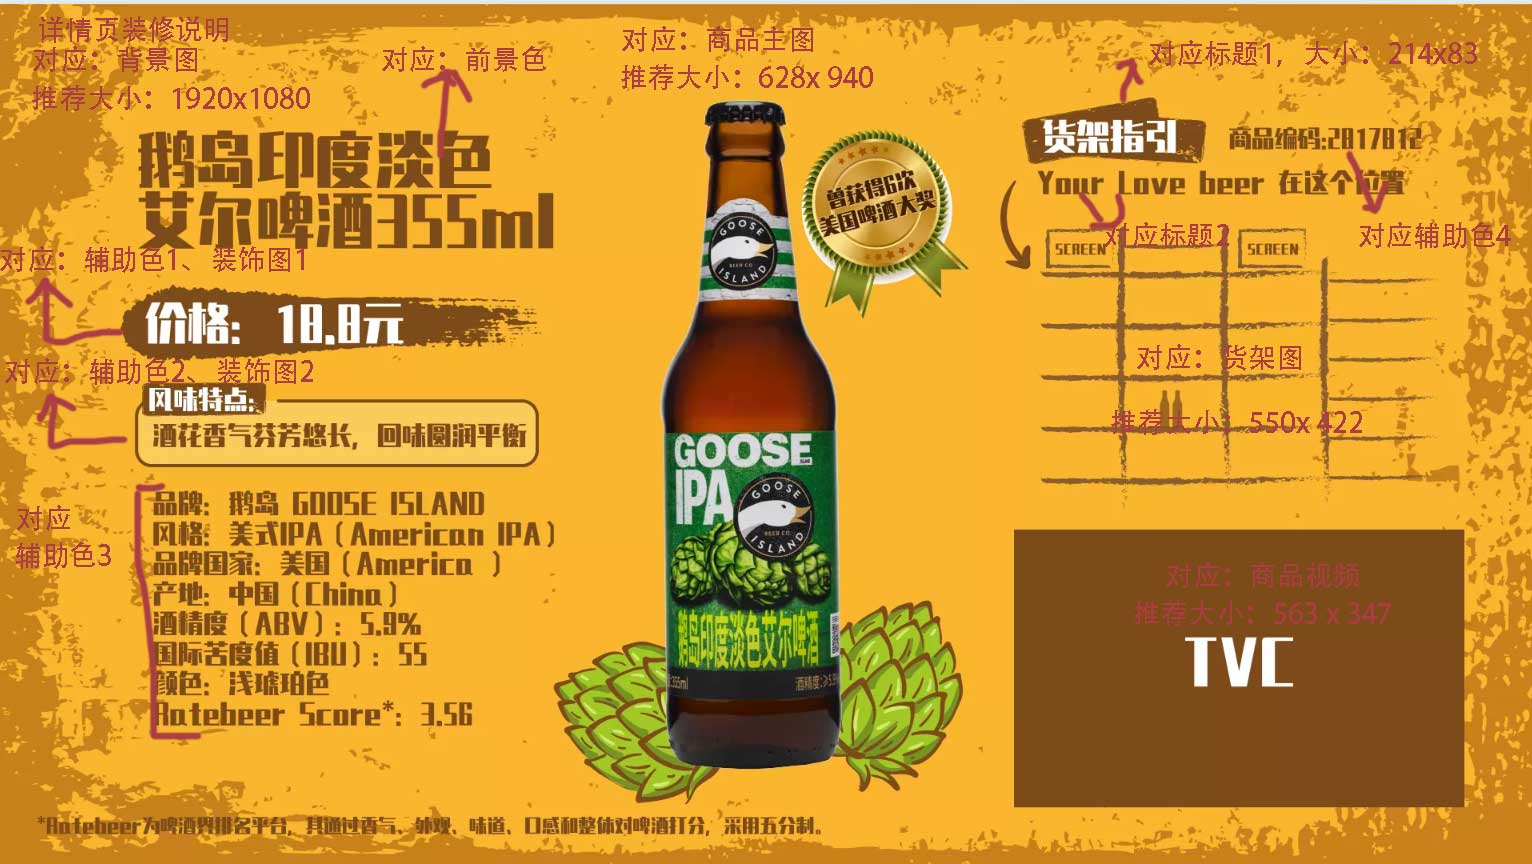 详情页装修说明
对应：背景图
推荐大小：1920x1080
对应：前景色
对应：商品主图
推荐大小：628x 940
对应标题1，大小：214x83
鹅岛印度淡色
艾尔啤酒355ml
对应：辅助色1、装饰图1
价格： 18.8元
对应：辅助色2、装饰图2
风味特点：
酒花香气芬芳悠长，回味圆润平衡
对应
辅助色3
品牌：鹅岛 GOOSE ISLAND
风格：美式IPA（American IPA）
品牌国家：美国（America ）
产地：中国（China）
酒精度（ABV）：5.9%
国际苦度值（IBU）：55
颜色：浅琥珀色
Ratebeer Score*：3.56
*Ratebeer为啤酒界排名平台，其通过香气、外观、味道、口感和整体对啤酒打分，采用五分制。
GOOSE
BEER CO.
ISLAND
曾获得6次
美国啤酒大奖
GOOSE
IPA
GOOSE
BEER CO.
ISLAND
鹅岛印度淡色艾尔啤酒
355ml
酒精度:≥5.9%
货架指引
商品编码:2817812
Your Love beer 在这个位置
对应标题2
对应辅助色4
SCREEN
SCREEN
对应：货架图
推荐大小：550x 422
对应：商品视频
推荐大小：563 x 347
TVC